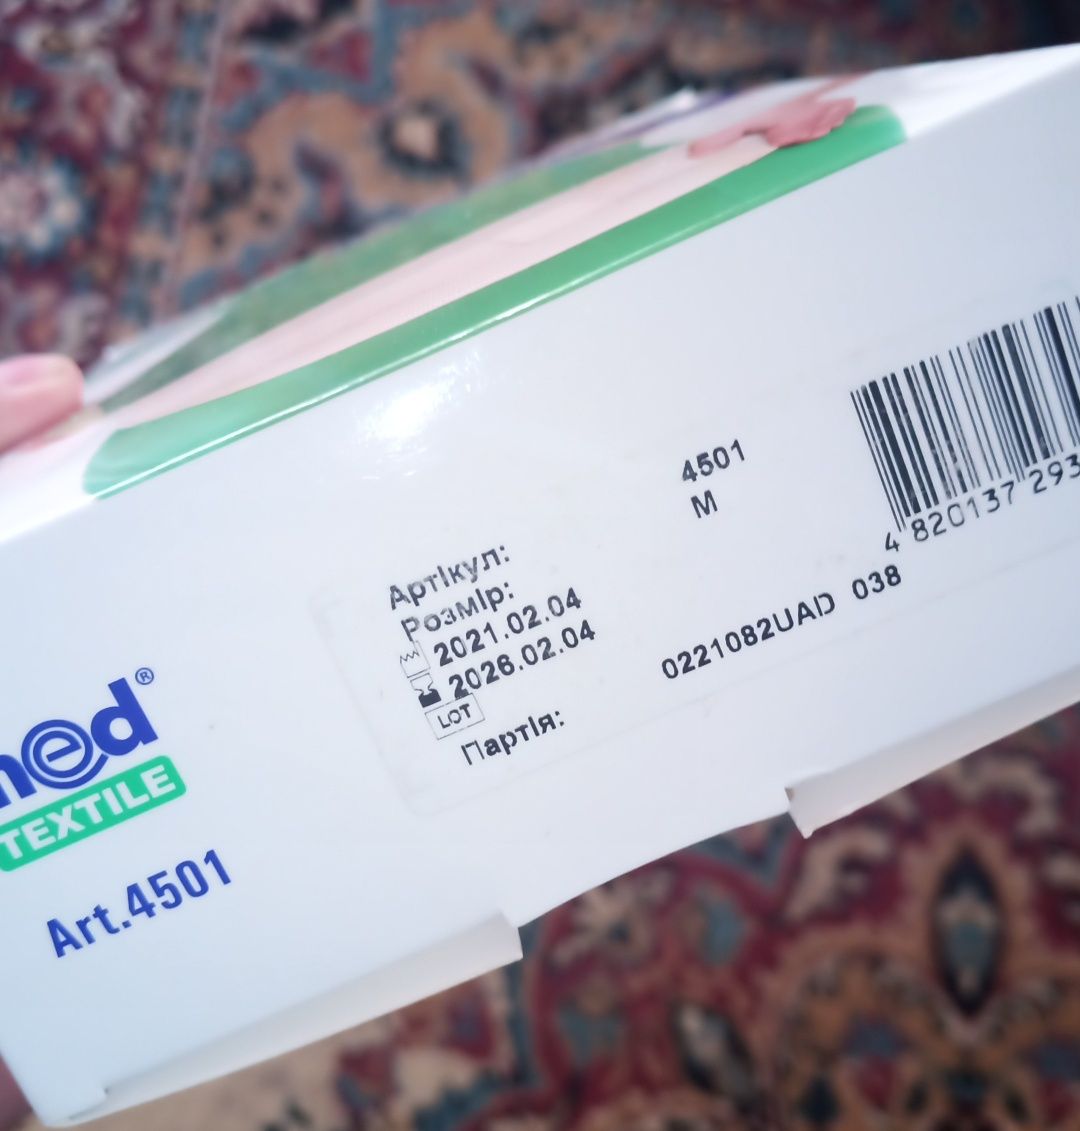 Артікул: 4501
Розмір: M
2021.02.04
2026.02.04
LOT 0221082UAD 038
Партія:
4 820137 293
med®
TEXTILE
Art.4501